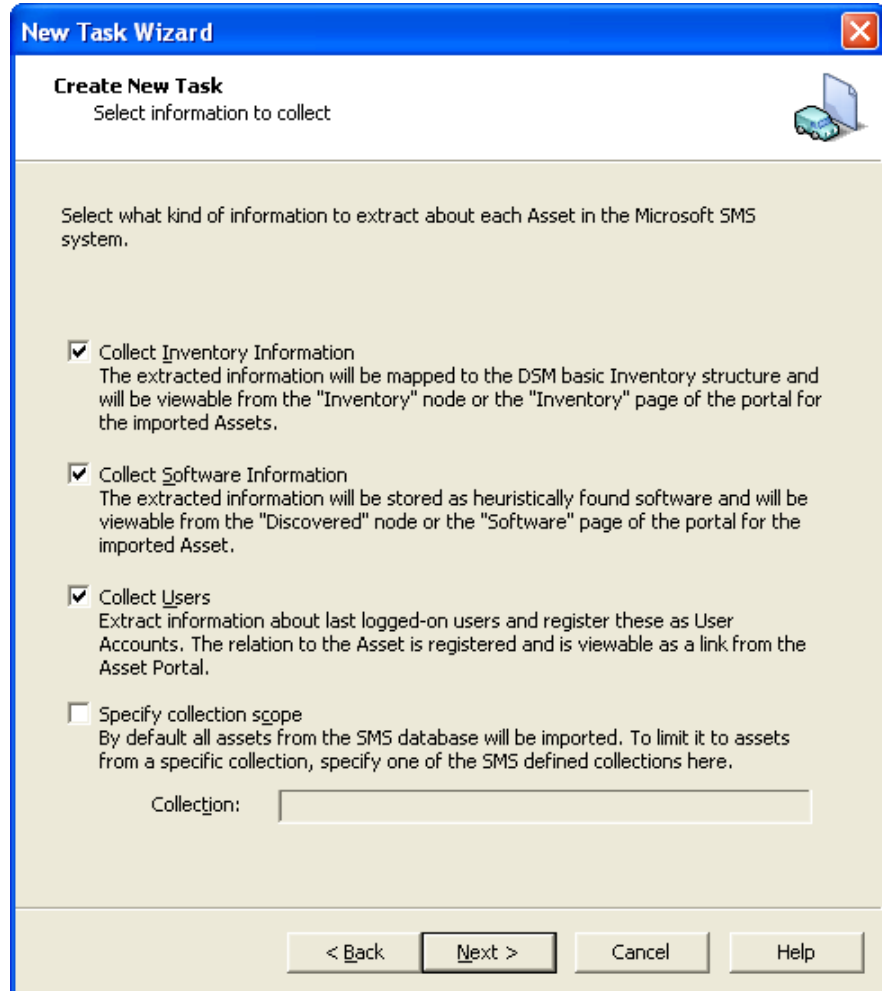 New Task Wizard
Create New Task
Select information to collect
Select what kind of information to extract about each Asset in the Microsoft SMS
system.
Collect Inventory Information
The extracted information will be mapped to the DSM basic Inventory structure and
will be viewable from the "Inventory" node or the "Inventory" page of the portal for
the imported Assets.
Collect Software Information
The extracted information will be stored as heuristically found software and will be
viewable from the "Discovered" node or the "Software" page of the portal for the
imported Asset.
Collect Users
Extract information about last logged-on users and register these as User
Accounts. The relation to the Asset is registered and is viewable as a link from the
Asset Portal.
Specify collection scope
By default all assets from the SMS database will be imported. To limit it to assets
from a specific collection, specify one of the SMS defined collections here.
Collection:
< Back Next > Cancel Help